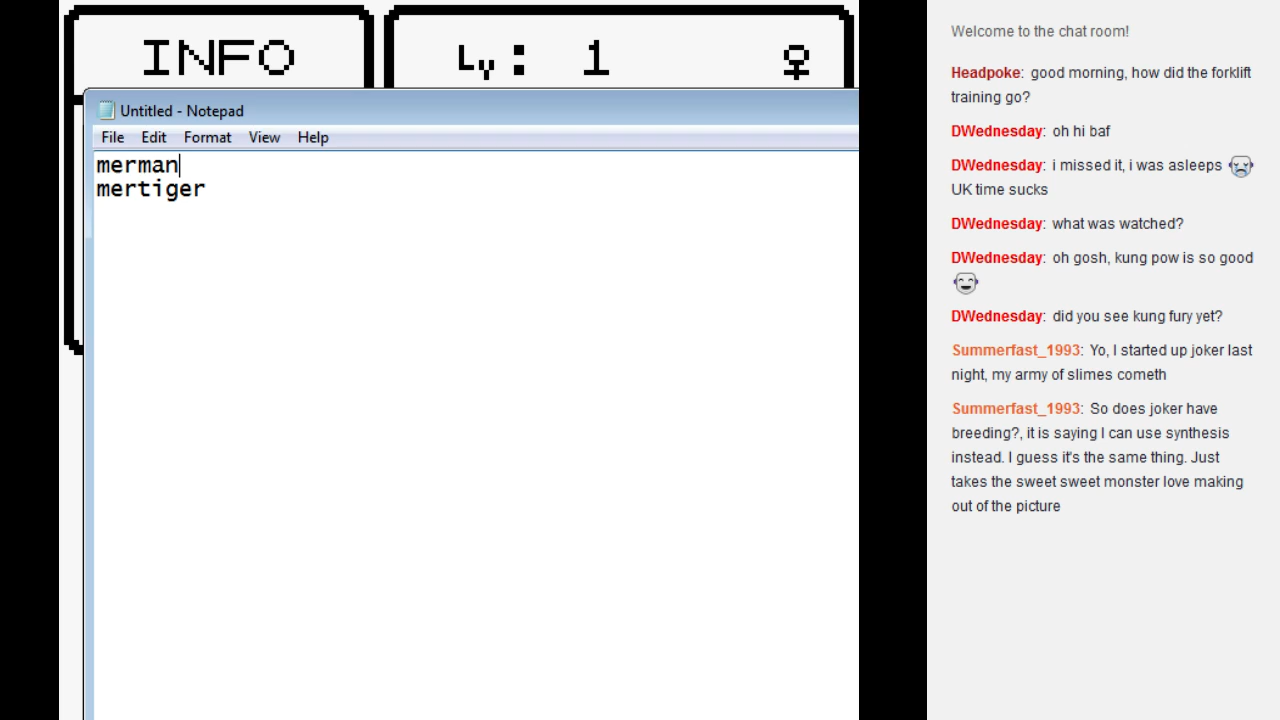 INFO
Lv: 1 ♀
Untitled - Notepad
File Edit Format View Help
merman
mertiger
Welcome to the chat room!
Headpoke: good morning, how did the forklift
training go?
DWednesday: oh hi baf
DWednesday: i missed it, i was asleeps
UK time sucks
DWednesday: what was watched?
DWednesday: oh gosh, kung pow is so good
DWednesday: did you see kung fury yet?
Summerfast_1993: Yo, I started up joker last
night, my army of slimes cometh
Summerfast_1993: So does joker have
breeding?, it is saying I can use synthesis
instead. I guess it's the same thing. Just
takes the sweet sweet monster love making
out of the picture